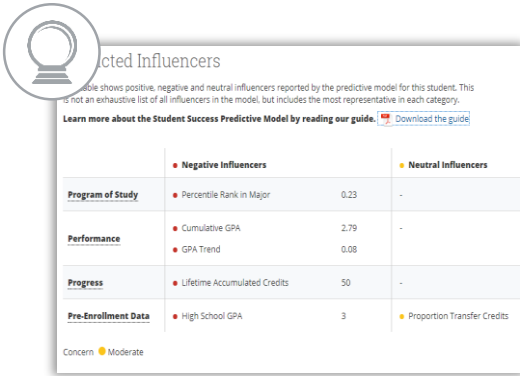 icted Influencers
able shows positive, negative and neutral influencers reported by the predictive model for this student. This
is not an exhaustive list of all influencers in the model, but includes the most representative in each category.
Learn more about the Student Success Predictive Model by reading our guide. Download the guide
Negative Influencers Neutral Influencers
Program of Study Percentile Rank in Major 0.23 -
Performance Cumulative GPA 2.79 -
GPA Trend 0.08
Progress Lifetime Accumulated Credits 50 -
Pre-Enrollment Data High School GPA 3 Proportion Transfer Credits
Concern Moderate